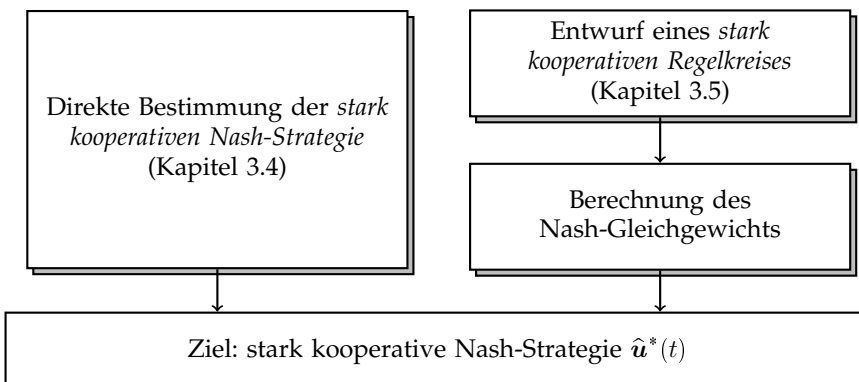 Direkte Bestimmung der stark
kooperativen Nash-Strategie
(Kapitel 3.4)
Entwurf eines stark
kooperativen Regelkreises
(Kapitel 3.5)
Berechnung des
Nash-Gleichgewichts
Ziel: stark kooperative Nash-Strategie û*(t)